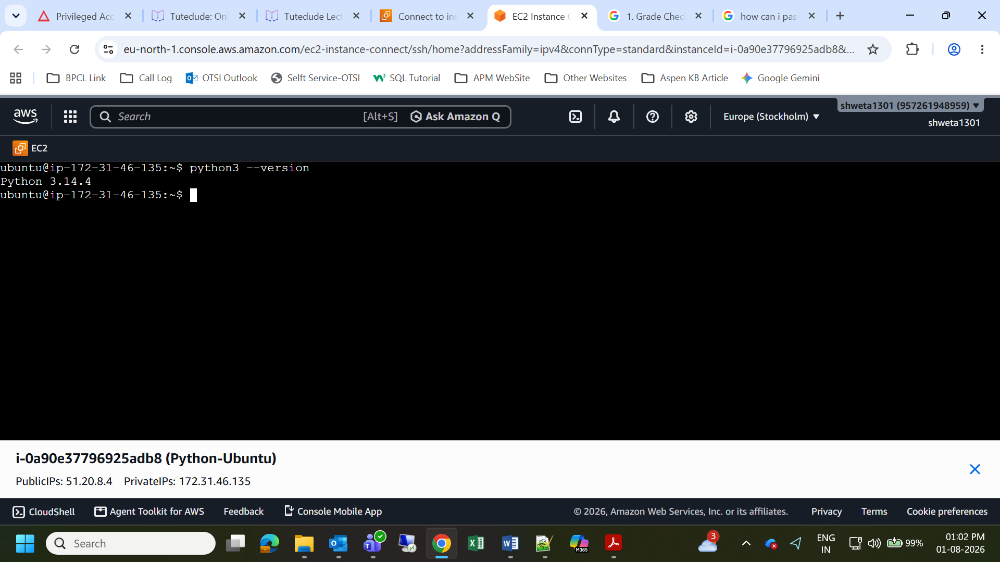 Privileged Acc
Tutedude: Onl
Tutedude Lect
Connect to ins
EC2 Instance C
1. Grade Chec
how can i past
eu-north-1.console.aws.amazon.com/ec2-instance-connect/ssh/home?addressFamily=ipv4&connType=standard&instanceId=i-0a90e37796925adb8&...
BPCL Link
Call Log
OTSI Outlook
Selft Service-OTSI
SQL Tutorial
APM WebSite
Other Websites
Aspen KB Article
Google Gemini
aws
Search
[Alt+S]
Ask Amazon Q
Europe (Stockholm)
shweta1301 (957261948959)
shweta1301
EC2
ubuntu@ip-172-31-46-135:~$ python3 --version
Python 3.14.4
ubuntu@ip-172-31-46-135:~$
i-0a90e37796925adb8 (Python-Ubuntu)
PublicIPs: 51.20.8.4 PrivateIPs: 172.31.46.135
CloudShell
Agent Toolkit for AWS
Feedback
Console Mobile App
© 2026, Amazon Web Services, Inc. or its affiliates.
Privacy
Terms
Cookie preferences
Search
M365
3
ENG
IN
99%
01:02 PM
01-08-2026